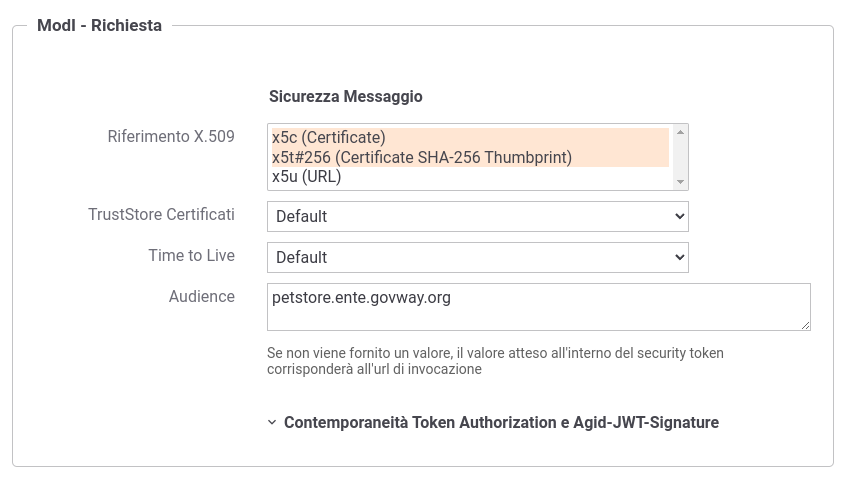 ModI - Richiesta
Sicurezza Messaggio
Riferimento X.509
x5c (Certificate)
x5t#256 (Certificate SHA-256 Thumbprint)
x5u (URL)
TrustStore Certificati
Default
Time to Live
Default
Audience
petstore.ente.govway.org
Se non viene fornito un valore, il valore atteso all'interno del security token
corrisponderà all'url di invocazione
Contemporaneità Token Authorization e Agid-JWT-Signature